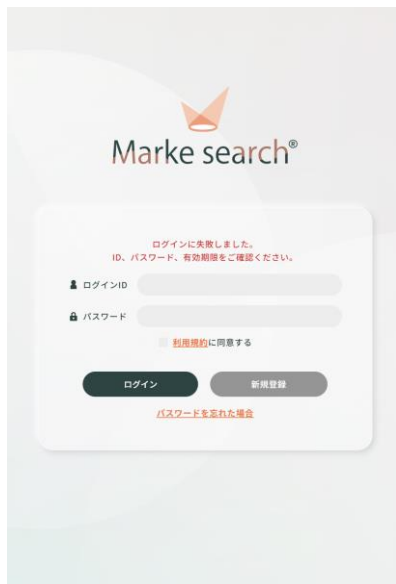 Marke search®
ログインに失敗しました。
ID、パスワード、有効期限をご確認ください。
ログインID
パスワード
利用規約に同意する
ログイン 新規登録
パスワードを忘れた場合